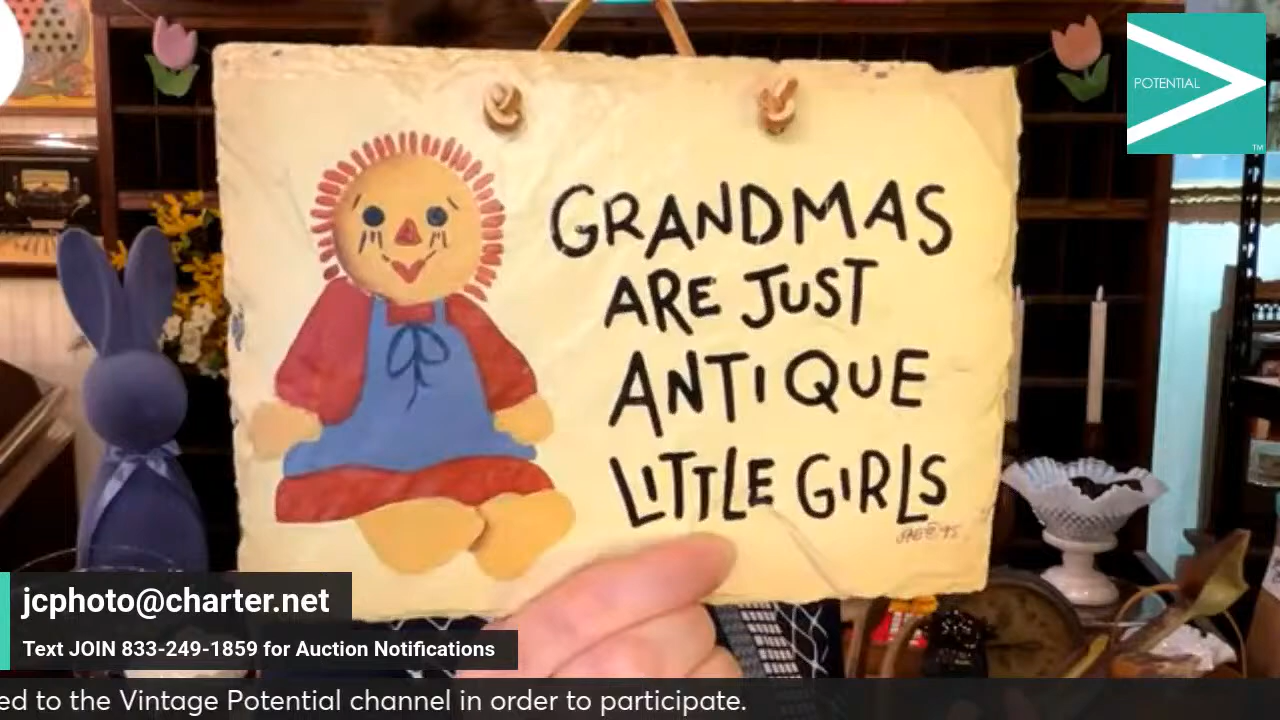 POTENTIAL
TM
GRANDMAS
ARE JUST
ANTIQUE
LITTLE GIRLS
jcphoto@charter.net
Text JOIN 833-249-1859 for Auction Notifications
ed to the Vintage Potential channel in order to participate.